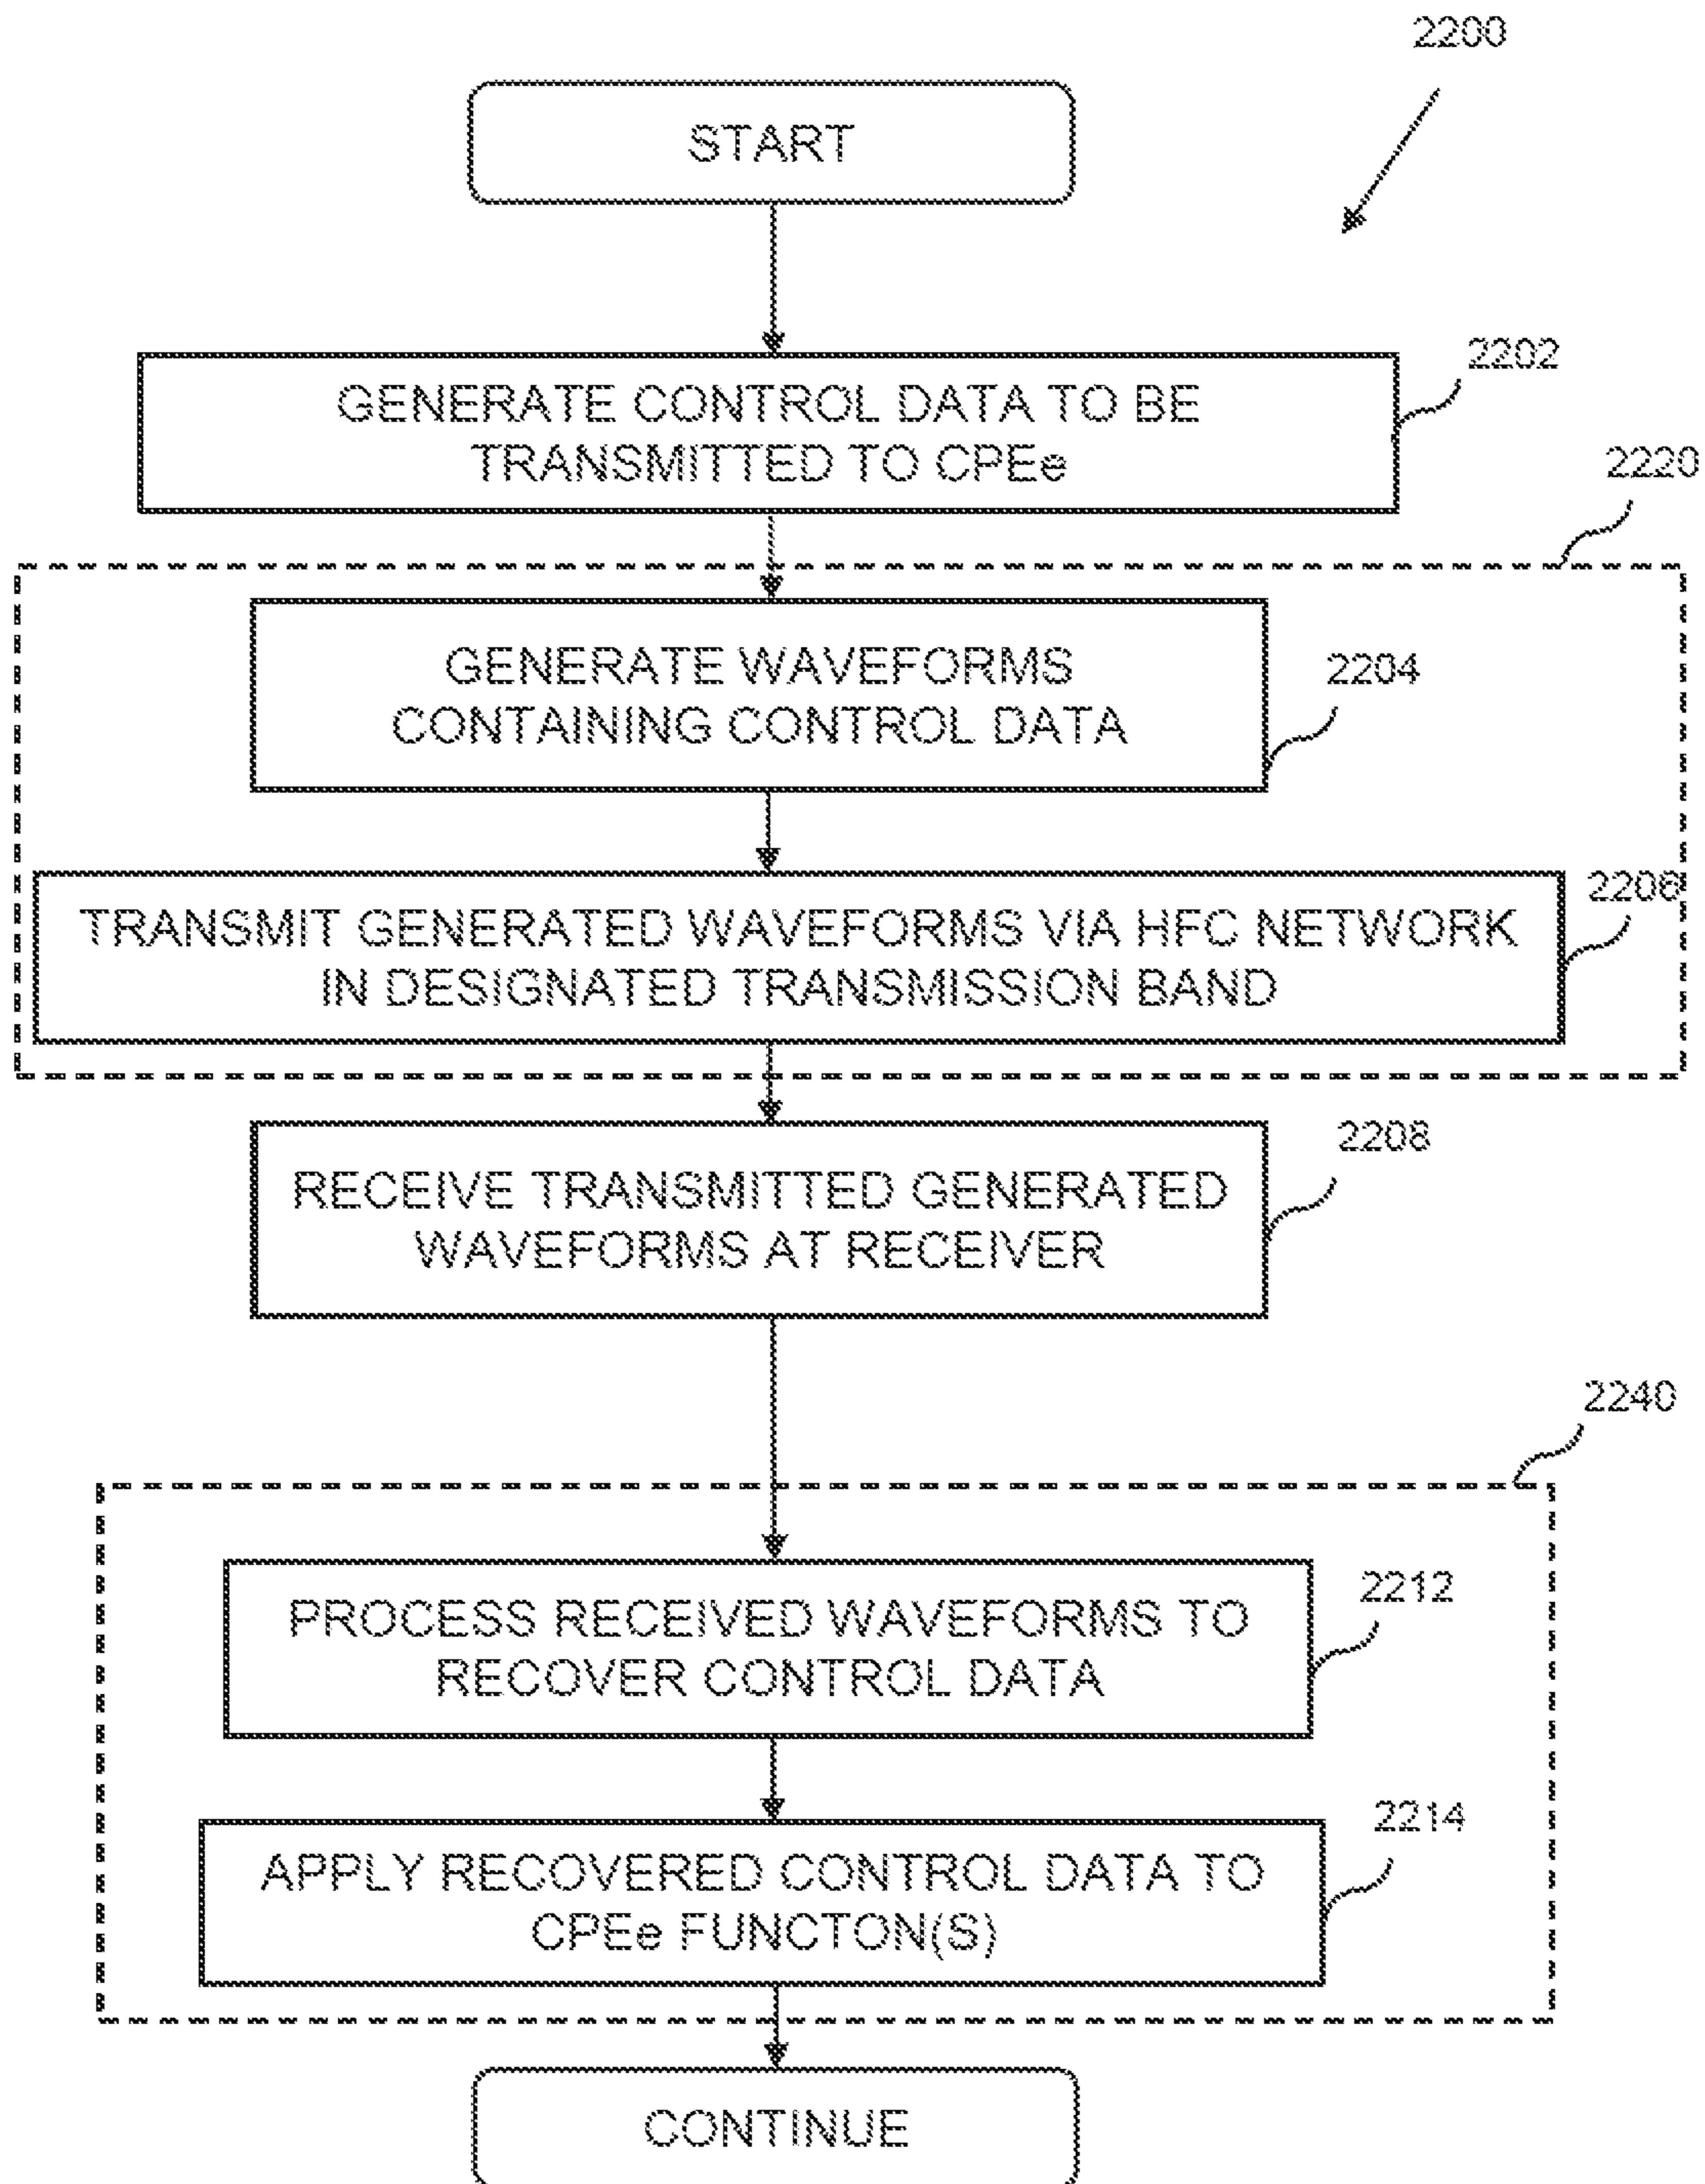 2200
START
2202
GENERATE CONTROL DATA TO BE
TRANSMITTED TO CPEe
2220
GENERATE WAVEFORMS
CONTAINING CONTROL DATA
2204
2206
TRANSMIT GENERATED WAVEFORMS VIA HFC NETWORK
IN DESIGNATED TRANSMISSION BAND
2208
RECEIVE TRANSMITTED GENERATED
WAVEFORMS AT RECEIVER
2240
2212
PROCESS RECEIVED WAVEFORMS TO
RECOVER CONTROL DATA
2214
APPLY RECOVERED CONTROL DATA TO
CPEe FUNCTON(S)
CONTINUE